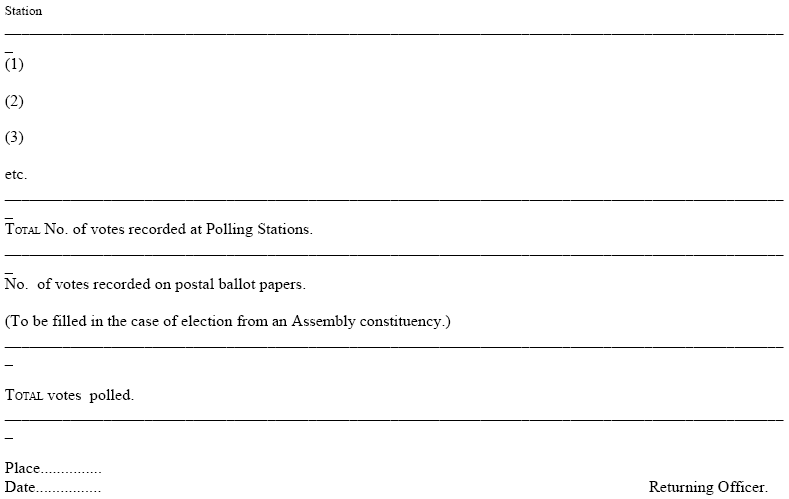 Station
(1)
(2)
(3)
etc.
TOTAL No. of votes recorded at Polling Stations.
No.  of votes recorded on postal ballot papers.
(To be filled in the case of election from an Assembly constituency.)
TOTAL votes  polled.
Place...............
Date................ Returning Officer.